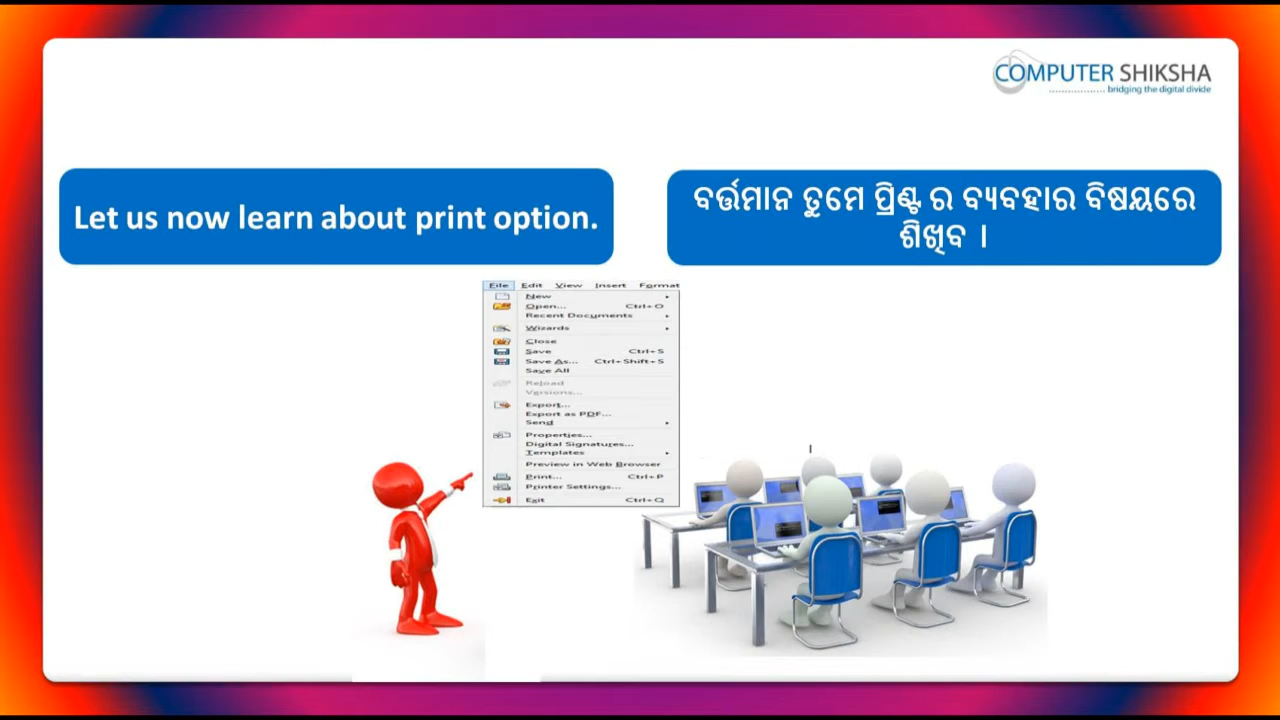 COMPUTER SHIKSHA
bridging the digital divide
Let us now learn about print option.
ବର୍ତ୍ତମାନ ତୁମେ ପ୍ରିଣ୍ଟ ର ବ୍ୟବହାର ବିଷୟରେ
ଶିଖିବ ।
File Edit View Insert Format
New
Open... Ctrl+O
Recent Documents
Wizards
Close
Save Ctrl+S
Save As... Ctrl+Shift+S
Save All
Reload
Versions...
Export...
Export as PDF...
Send
Properties...
Digital Signatures...
Templates
Preview in Web Browser
Print... Ctrl+P
Printer Settings...
Exit Ctrl+Q